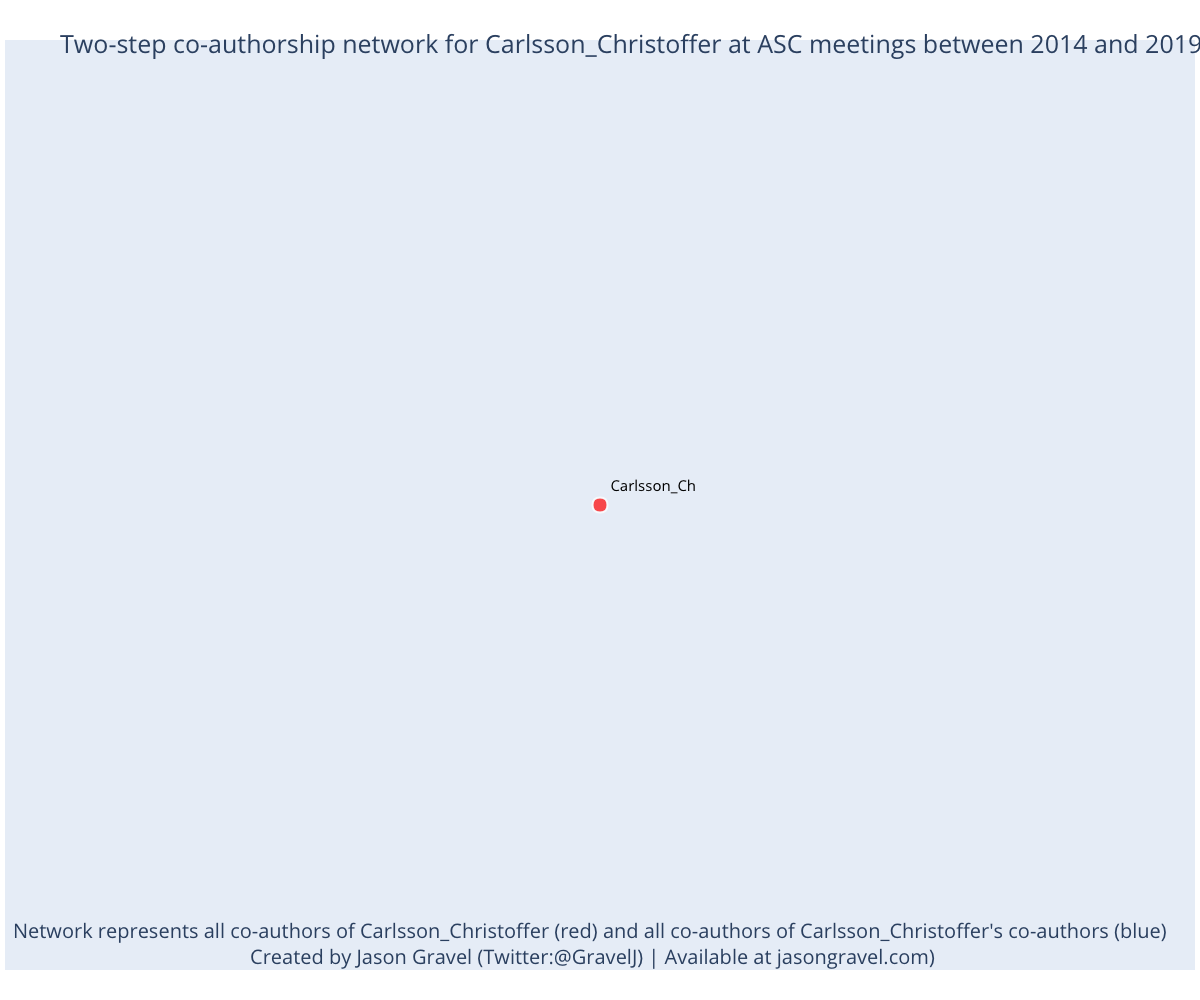 Two-step co-authorship network for Carlsson_Christoffer at ASC meetings between 2014 and 2019
Carlsson_Ch
Network represents all co-authors of Carlsson_Christoffer (red) and all co-authors of Carlsson_Christoffer's co-authors (blue)
Created by Jason Gravel (Twitter:@GravelJ) | Available at jasongravel.com)